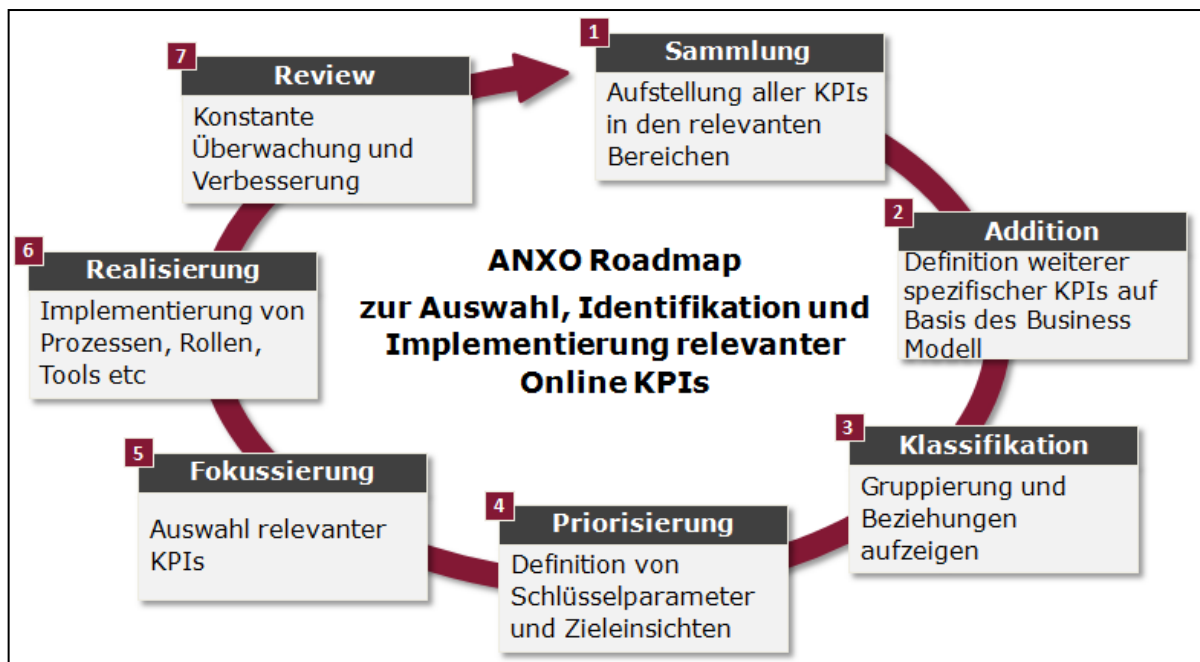 1
Sammlung
Aufstellung aller KPIs
in den relevanten
Bereichen
2
Addition
Definition weiterer
spezifischer KPIs auf
Basis des Business
Modell
3
Klassifikation
Gruppierung und
Beziehungen
aufzeigen
4
Priorisierung
Definition von
Schlüsselparameter
und Zieleinsichten
5
Fokussierung
Auswahl relevanter
KPIs
6
Realisierung
Implementierung von
Prozessen, Rollen,
Tools etc
7
Review
Konstante
Überwachung und
Verbesserung
ANXO Roadmap
zur Auswahl, Identifikation und
Implementierung relevanter
Online KPIs